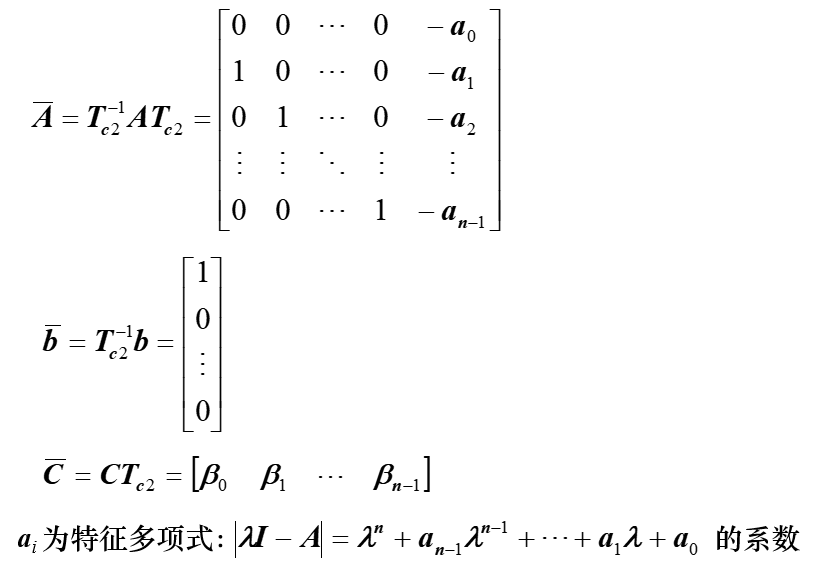 $\overline{A} = T_{c2}^{-1} A T_{c2} = \begin{bmatrix} 0 & 0 & \cdots & 0 & -a_0 \\ 1 & 0 & \cdots & 0 & -a_1 \\ 0 & 1 & \cdots & 0 & -a_2 \\ \vdots & \vdots & \ddots & \vdots & \vdots \\ 0 & 0 & \cdots & 1 & -a_{n-1} \end{bmatrix}$
$\overline{b} = T_{c2}^{-1} b = \begin{bmatrix} 1 \\ 0 \\ \vdots \\ 0 \end{bmatrix}$
$\overline{C} = C T_{c2} = \begin{bmatrix} \beta_0 & \beta_1 & \cdots & \beta_{n-1} \end{bmatrix}$
$a_i$ 为特征多项式: $|\lambda I - A| = \lambda^n + a_{n-1}\lambda^{n-1} + \cdots + a_1\lambda + a_0$ 的系数